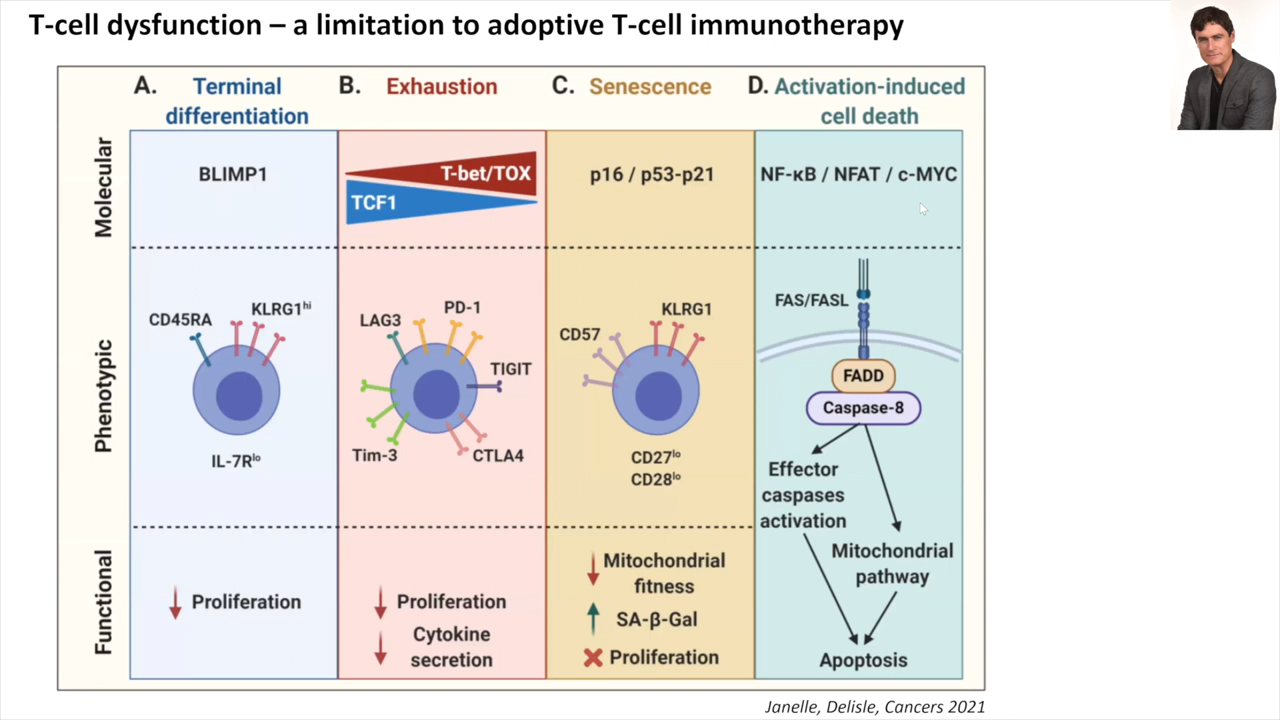 T-cell dysfunction – a limitation to adoptive T-cell immunotherapy
A. Terminal
differentiation
B. Exhaustion
C. Senescence
D. Activation-induced
cell death
Molecular
BLIMP1
T-bet/TOX
TCF1
p16 / p53-p21
NF-κB / NFAT / c-MYC
Phenotypic
CD45RA
KLRG1hi
IL-7Rlo
LAG3
PD-1
TIGIT
Tim-3
CTLA4
CD57
KLRG1
CD27lo
CD28lo
FAS/FASL
FADD
Caspase-8
Effector
caspases
activation
Mitochondrial
pathway
Apoptosis
Functional
Proliferation
Proliferation
Cytokine
secretion
Mitochondrial
fitness
SA-β-Gal
Proliferation
Janelle, Delisle, Cancers 2021